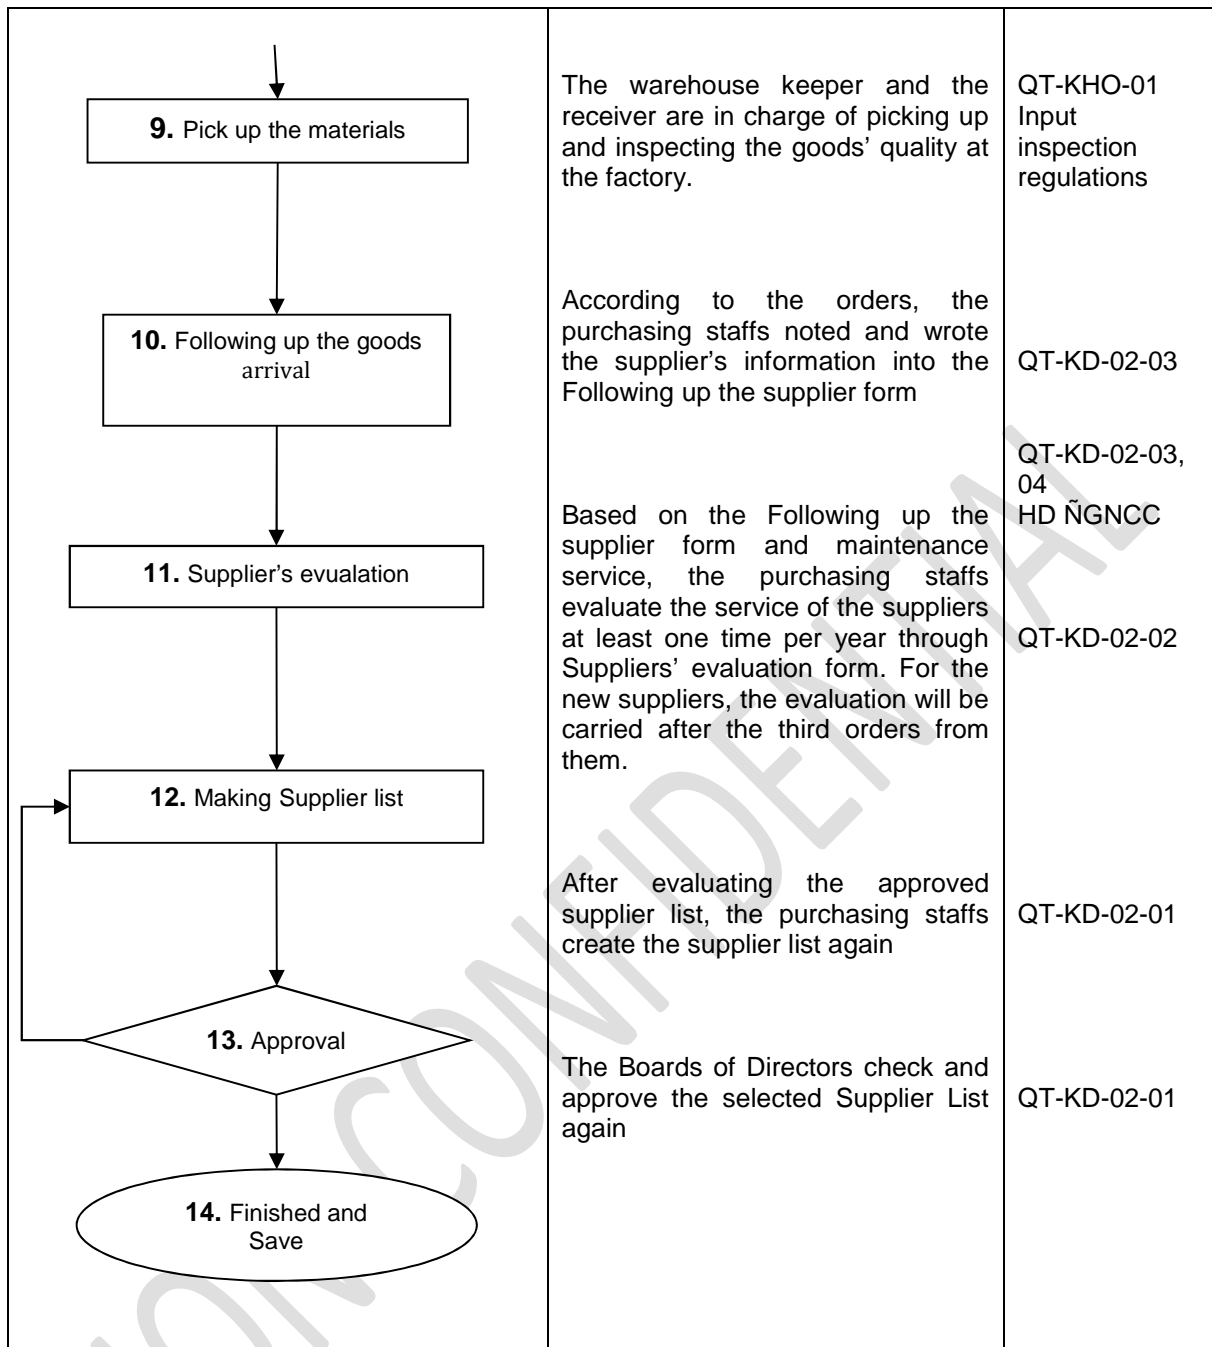 9. Pick up the materials
The warehouse keeper and the
receiver are in charge of picking up
and inspecting the goods’ quality at
the factory.
QT-KHO-01
Input
inspection
regulations
10. Following up the goods
arrival
According to the orders, the
purchasing staffs noted and wrote
the supplier’s information into the
Following up the supplier form
QT-KD-02-03
QT-KD-02-03,
04
HD ÑGNCC
11. Supplier’s evualation
Based on the Following up the
supplier form and maintenance
service, the purchasing staffs
evaluate the service of the suppliers
at least one time per year through
Suppliers’ evaluation form. For the
new suppliers, the evaluation will be
carried after the third orders from
them.
QT-KD-02-02
12. Making Supplier list
After evaluating the approved
supplier list, the purchasing staffs
create the supplier list again
QT-KD-02-01
13. Approval
The Boards of Directors check and
approve the selected Supplier List
again
QT-KD-02-01
14. Finished and
Save
CONFIDENTIAL